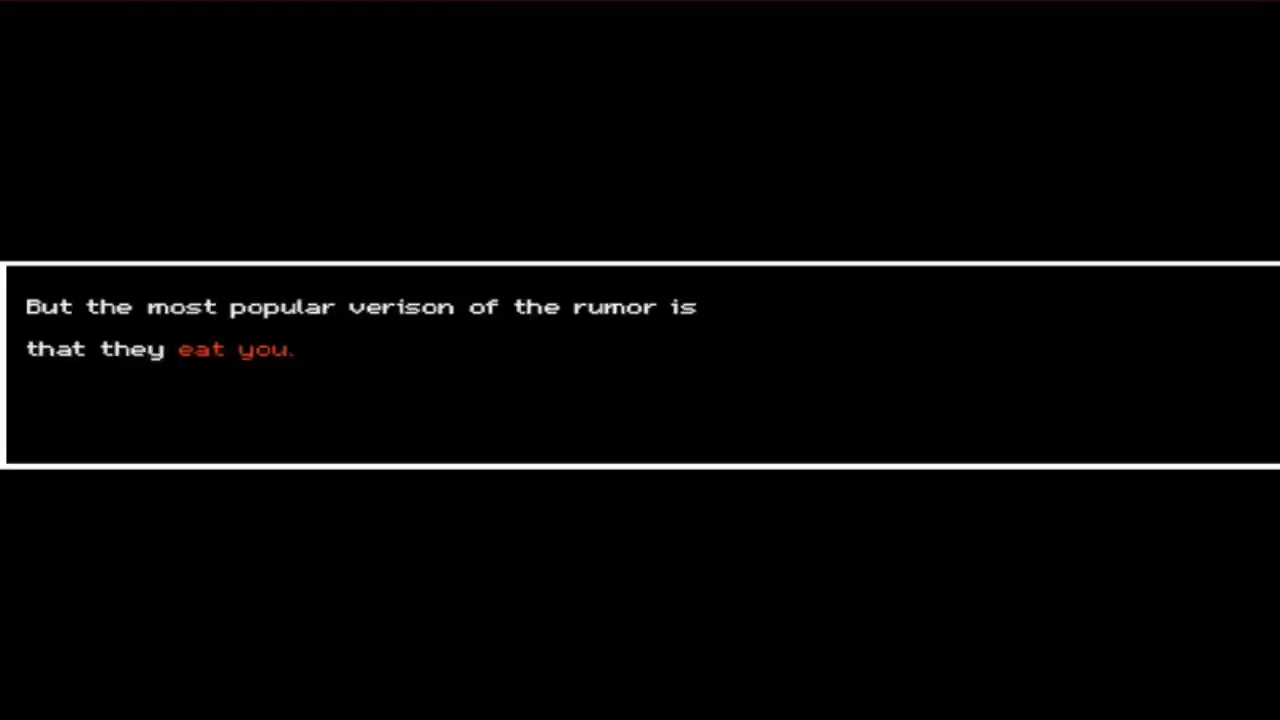 But the most popular verison of the rumor is
that they eat you.